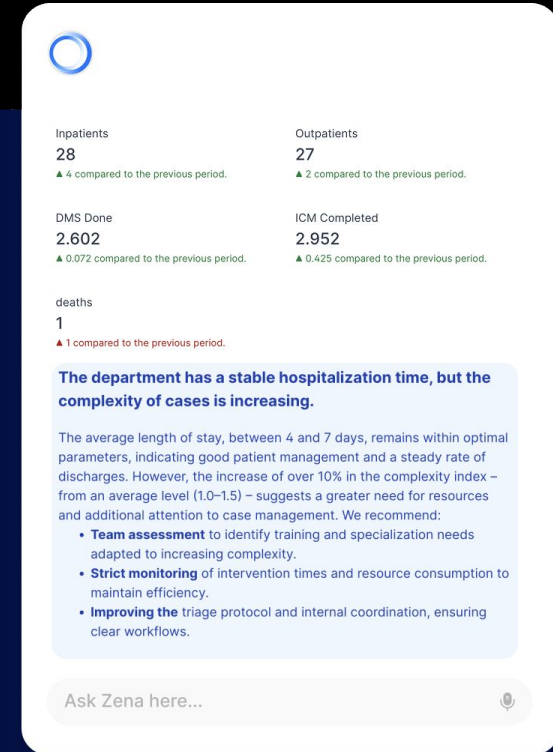 Inpatients
28
▲ 4 compared to the previous period.
Outpatients
27
▲ 2 compared to the previous period.
DMS Done
2.602
▲ 0.072 compared to the previous period.
ICM Completed
2.952
▲ 0.425 compared to the previous period.
deaths
1
▲ 1 compared to the previous period.
The department has a stable hospitalization time, but the
complexity of cases is increasing.
The average length of stay, between 4 and 7 days, remains within optimal
parameters, indicating good patient management and a steady rate of
discharges. However, the increase of over 10% in the complexity index –
from an average level (1.0–1.5) – suggests a greater need for resources
and additional attention to case management. We recommend:
• Team assessment to identify training and specialization needs
adapted to increasing complexity.
• Strict monitoring of intervention times and resource consumption to
maintain efficiency.
• Improving the triage protocol and internal coordination, ensuring
clear workflows.
Ask Zena here...